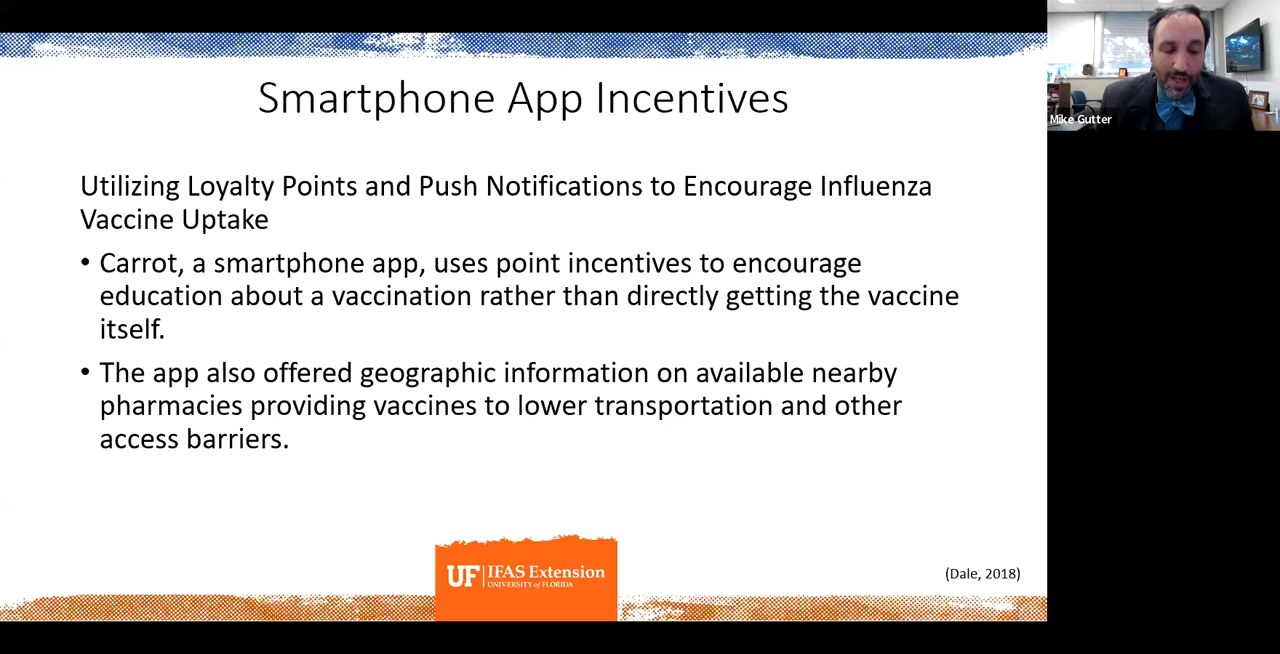 Smartphone App Incentives
Utilizing Loyalty Points and Push Notifications to Encourage Influenza
Vaccine Uptake
• Carrot, a smartphone app, uses point incentives to encourage
education about a vaccination rather than directly getting the vaccine
itself.
• The app also offered geographic information on available nearby
pharmacies providing vaccines to lower transportation and other
access barriers.
UF IFAS Extension
UNIVERSITY of FLORIDA
(Dale, 2018)
Mike Gutter